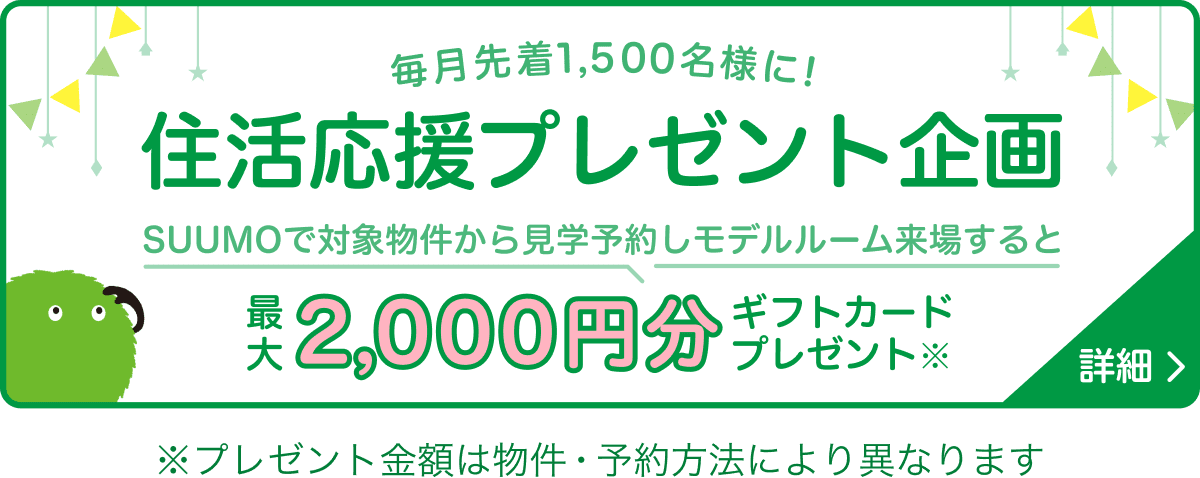 毎月先着1,500名様に!
住活応援プレゼント企画
SUUMOで対象物件から見学予約しモデルルーム来場すると
最大 2,000円分 ギフトカード
プレゼント※
詳細
※プレゼント金額は物件・予約方法により異なります